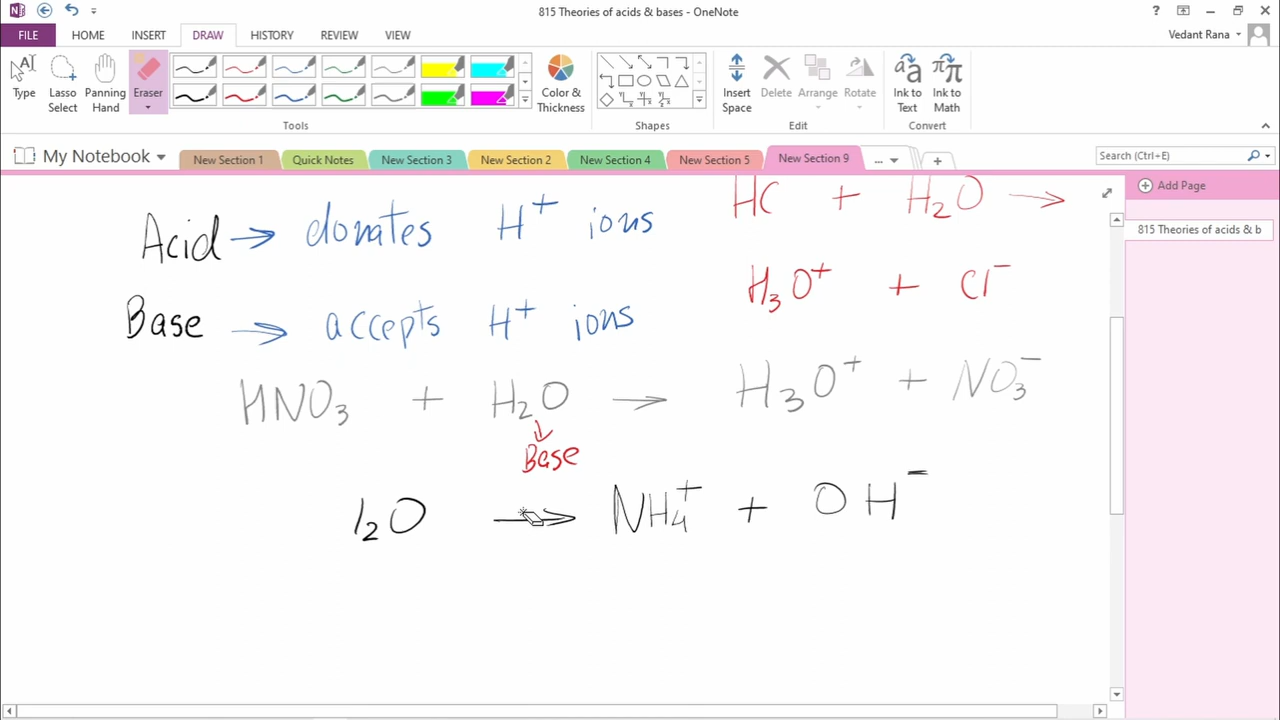 815 Theories of acids & bases - OneNote
?
Vedant Rana
FILE HOME INSERT DRAW HISTORY REVIEW VIEW
Type
Lasso Select
Panning Hand
Eraser
Color & Thickness
Insert Space
Delete
Arrange
Rotate
Ink to Text
Ink to Math
Tools
Shapes
Edit
Convert
My Notebook
New Section 1
Quick Notes
New Section 3
New Section 2
New Section 4
New Section 5
New Section 9
...
Search (Ctrl+E)
Add Page
815 Theories of acids & b
HC + H₂O →
Acid → donates H⁺ ions
H₃O⁺ + Cl⁻
Base → accepts H⁺ ions
HNO₃ + H₂O → H₃O⁺ + NO₃⁻
↓
Base
₂O → NH₄⁺ + OH⁻